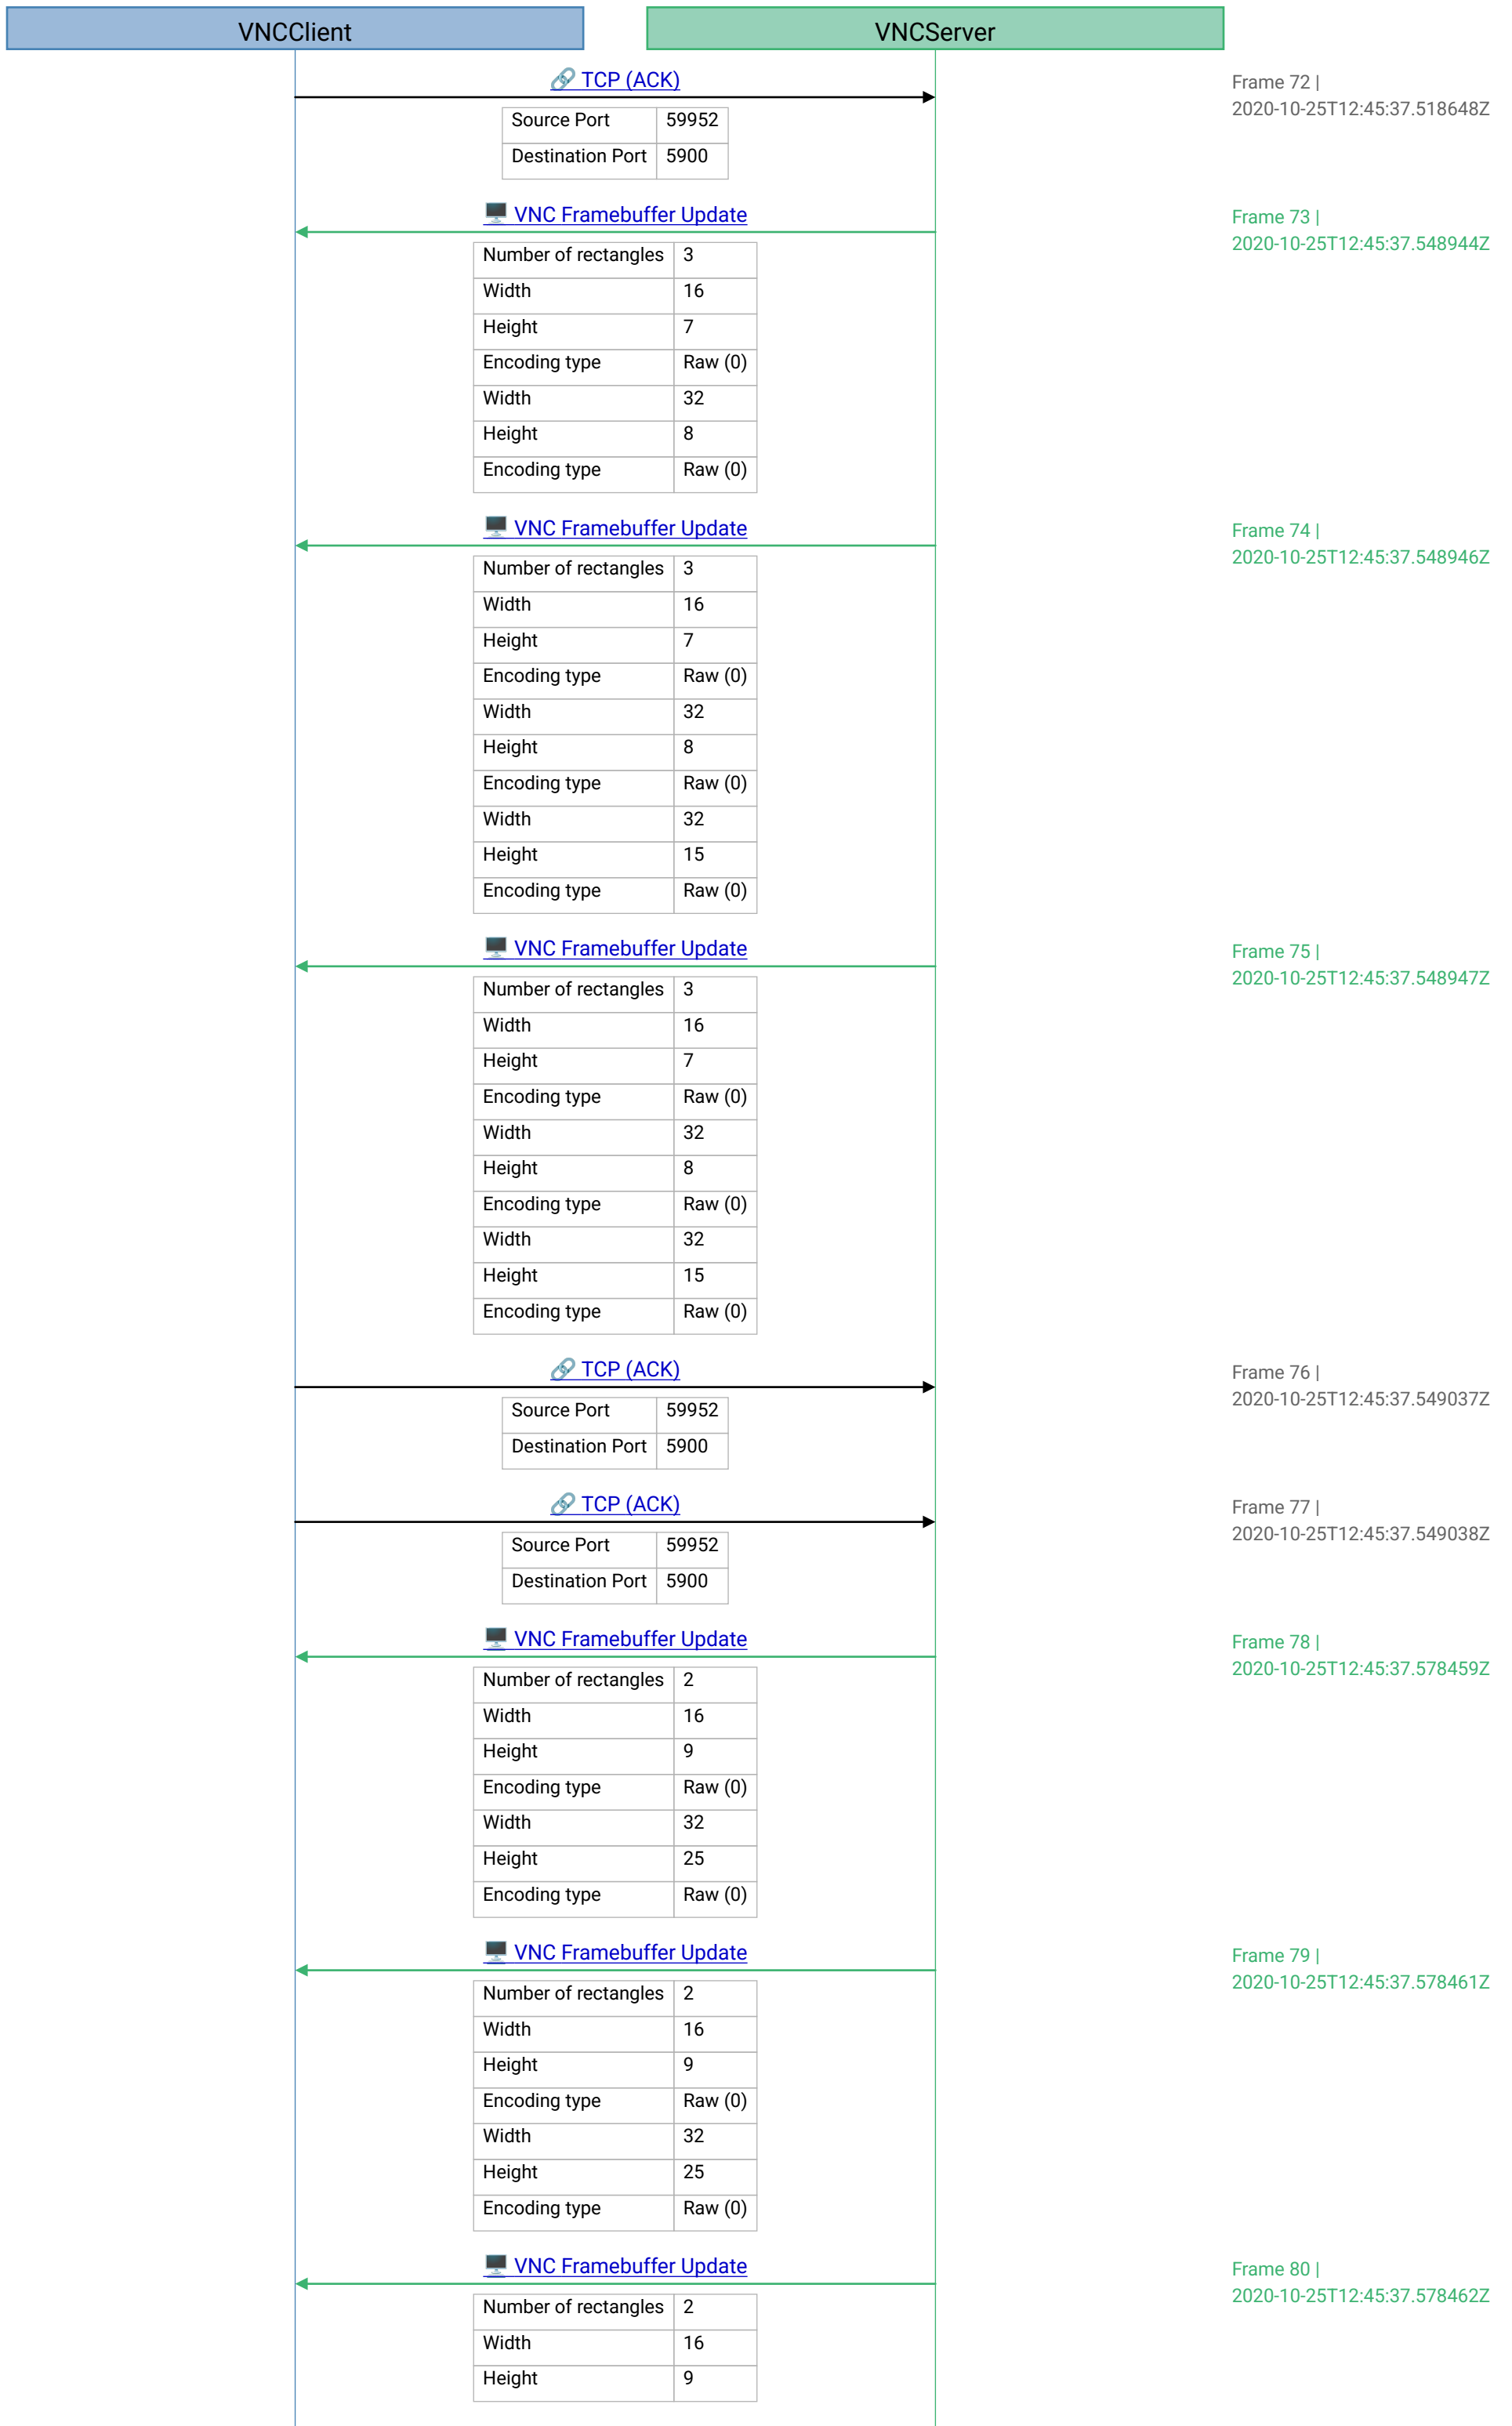 VNCClient
VNCServer
TCP (ACK)
Frame 72 |
2020-10-25T12:45:37.518648Z
Source Port 59952
Destination Port 5900
VNC Framebuffer Update
Frame 73 |
2020-10-25T12:45:37.548944Z
Number of rectangles 3
Width 16
Height 7
Encoding type Raw (0)
Width 32
Height 8
Encoding type Raw (0)
VNC Framebuffer Update
Frame 74 |
2020-10-25T12:45:37.548946Z
Number of rectangles 3
Width 16
Height 7
Encoding type Raw (0)
Width 32
Height 8
Encoding type Raw (0)
Width 32
Height 15
Encoding type Raw (0)
VNC Framebuffer Update
Frame 75 |
2020-10-25T12:45:37.548947Z
Number of rectangles 3
Width 16
Height 7
Encoding type Raw (0)
Width 32
Height 8
Encoding type Raw (0)
Width 32
Height 15
Encoding type Raw (0)
TCP (ACK)
Frame 76 |
2020-10-25T12:45:37.549037Z
Source Port 59952
Destination Port 5900
TCP (ACK)
Frame 77 |
2020-10-25T12:45:37.549038Z
Source Port 59952
Destination Port 5900
VNC Framebuffer Update
Frame 78 |
2020-10-25T12:45:37.578459Z
Number of rectangles 2
Width 16
Height 9
Encoding type Raw (0)
Width 32
Height 25
Encoding type Raw (0)
VNC Framebuffer Update
Frame 79 |
2020-10-25T12:45:37.578461Z
Number of rectangles 2
Width 16
Height 9
Encoding type Raw (0)
Width 32
Height 25
Encoding type Raw (0)
VNC Framebuffer Update
Frame 80 |
2020-10-25T12:45:37.578462Z
Number of rectangles 2
Width 16
Height 9